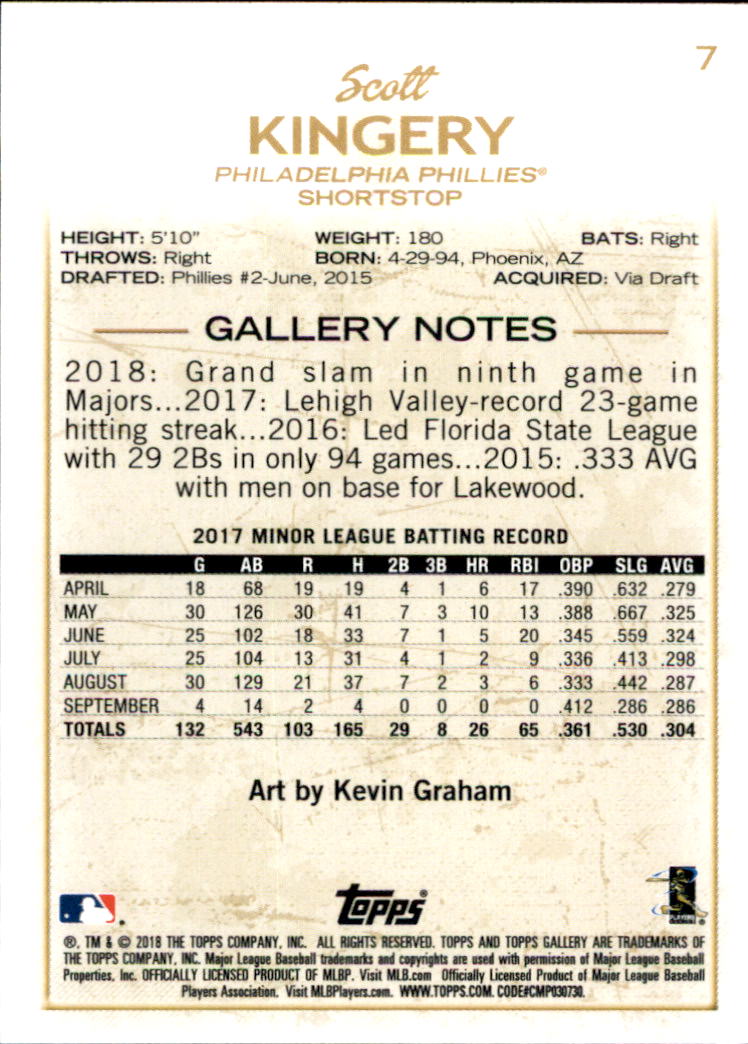 7
Scott
KINGERY
PHILADELPHIA PHILLIES®
SHORTSTOP
HEIGHT: 5'10" WEIGHT: 180 BATS: Right
THROWS: Right BORN: 4-29-94, Phoenix, AZ
DRAFTED: Phillies #2-June, 2015 ACQUIRED: Via Draft
GALLERY NOTES
2018: Grand slam in ninth game in
Majors...2017: Lehigh Valley-record 23-game
hitting streak...2016: Led Florida State League
with 29 2Bs in only 94 games...2015: .333 AVG
with men on base for Lakewood.
2017 MINOR LEAGUE BATTING RECORD
G AB R H 2B 3B HR RBI OBP SLG AVG
APRIL 18 68 19 19 4 1 6 17 .390 .632 .279
MAY 30 126 30 41 7 3 10 13 .388 .667 .325
JUNE 25 102 18 33 7 1 5 20 .345 .559 .324
JULY 25 104 13 31 4 1 2 9 .336 .413 .298
AUGUST 30 129 21 37 7 2 3 6 .333 .442 .287
SEPTEMBER 4 14 2 4 0 0 0 0 .412 .286 .286
TOTALS 132 543 103 165 29 8 26 65 .361 .530 .304
Art by Kevin Graham
topps®
PLAYERS
®, TM & © 2018 THE TOPPS COMPANY, INC. ALL RIGHTS RESERVED. TOPPS AND TOPPS GALLERY ARE TRADEMARKS OF
THE TOPPS COMPANY, INC. Major League Baseball trademarks and copyrights are used with permission of Major League Baseball
Properties, Inc. OFFICIALLY LICENSED PRODUCT OF MLBP. Visit MLB.com Officially Licensed Product of Major League Baseball
Players Association. Visit MLBPlayers.com. WWW.TOPPS.COM. CODE#CMP030730.